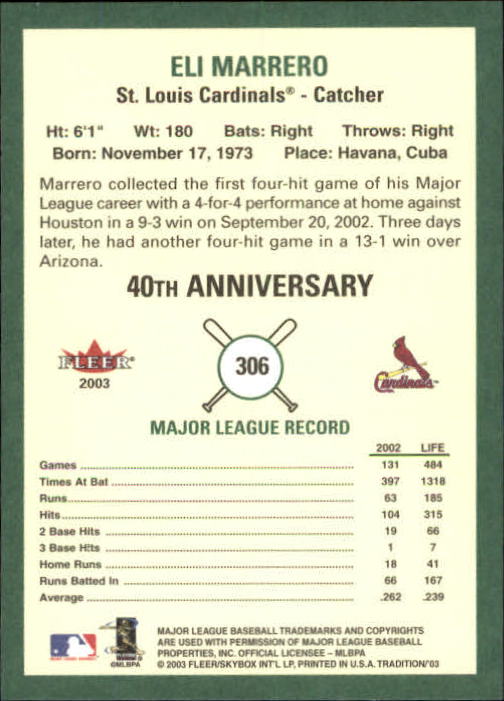 ELI MARRERO
St. Louis Cardinals® - Catcher
Ht: 6'1" Wt: 180 Bats: Right Throws: Right
Born: November 17, 1973 Place: Havana, Cuba
Marrero collected the first four-hit game of his Major
League career with a 4-for-4 performance at home against
Houston in a 9-3 win on September 20, 2002. Three days
later, he had another four-hit game in a 13-1 win over
Arizona.
40TH ANNIVERSARY
FLEER®
2003
306
Cardinals™
MAJOR LEAGUE RECORD
2002 LIFE
Games 131 484
Times At Bat 397 1318
Runs 63 185
Hits 104 315
2 Base Hits 19 66
3 Base Hits 1 7
Home Runs 18 41
Runs Batted In 66 167
Average .262 .239
©MLBPA
MAJOR LEAGUE BASEBALL TRADEMARKS AND COPYRIGHTS
ARE USED WITH PERMISSION OF MAJOR LEAGUE BASEBALL
PROPERTIES, INC. OFFICIAL LICENSEE – MLBPA
© 2003 FLEER/SKYBOX INT'L LP, PRINTED IN U.S.A. TRADITION/'03